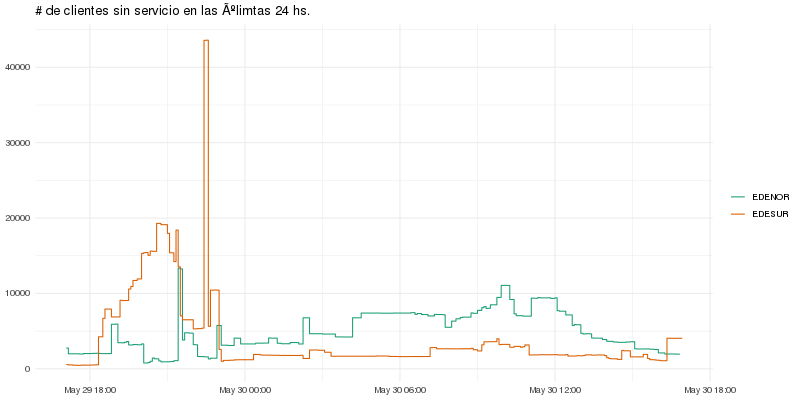 # de clientes sin servicio en las Ãºlimtas 24 hs.
40000
30000
20000
10000
0
May 29 18:00
May 30 00:00
May 30 06:00
May 30 12:00
May 30 18:00
EDENOR
EDESUR